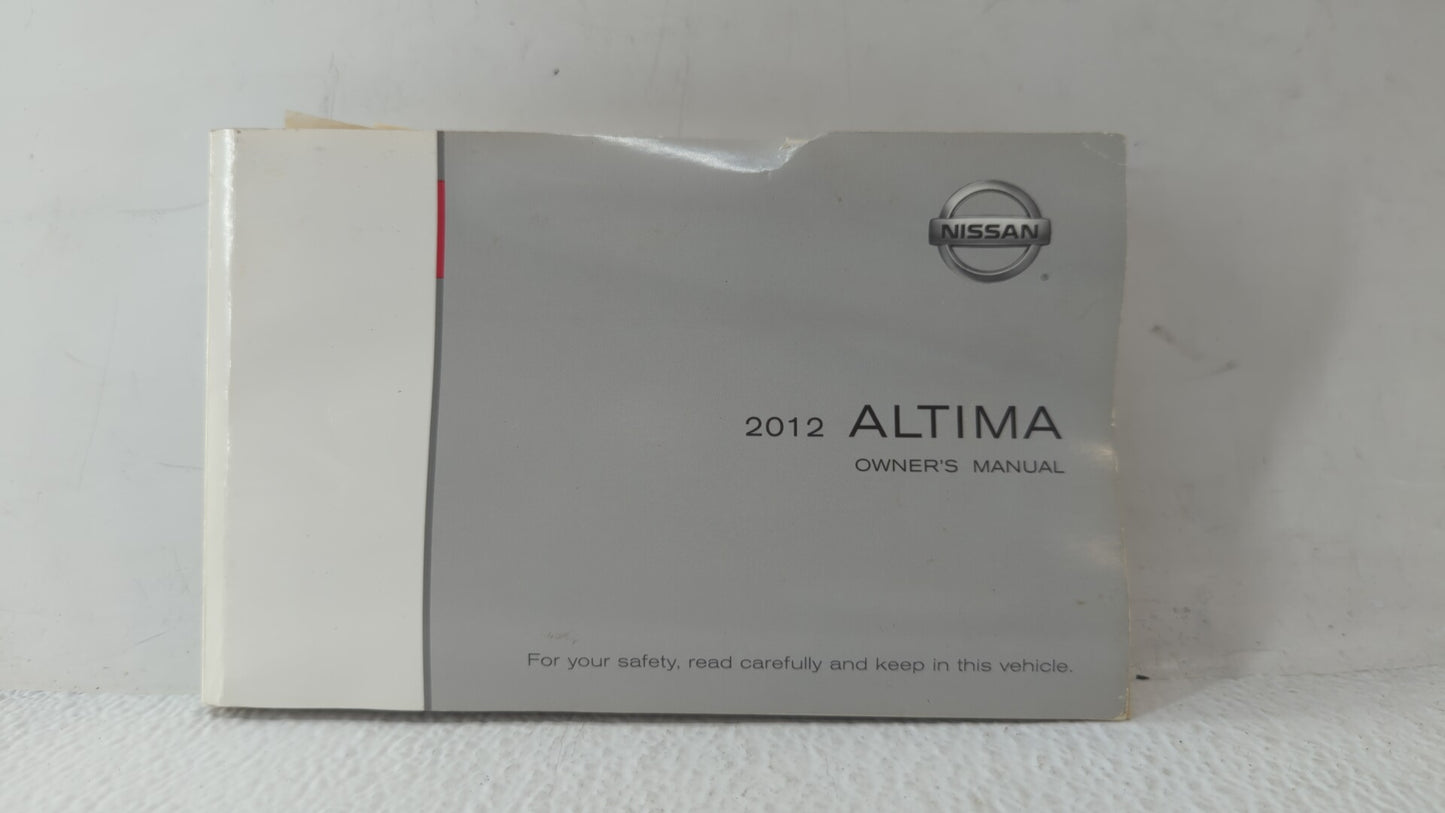 NISSAN
2012 ALTIMA
OWNER'S MANUAL
For your safety, read carefully and keep in this vehicle.